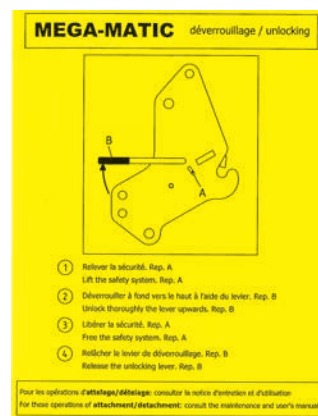 MEGA-MATIC déverrouillage / unlocking
B
A
1 Relever la sécurité. Rep. A
Lift the safety system. Rep. A
2 Déverrouiller à fond vers le haut à l'aide du levier. Rep. B
Unlock thoroughly the lever upwards. Rep. B
3 Libérer la sécurité. Rep. A
Free the safety system. Rep. A
4 Relâcher le levier de déverrouillage. Rep. B
Release the unlocking lever. Rep. B
Pour les opérations d'attelage/dételage: consulter la notice d'entretien et d'utilisation
For those operations of attachment/detachment: consult the maintenance and user's manual